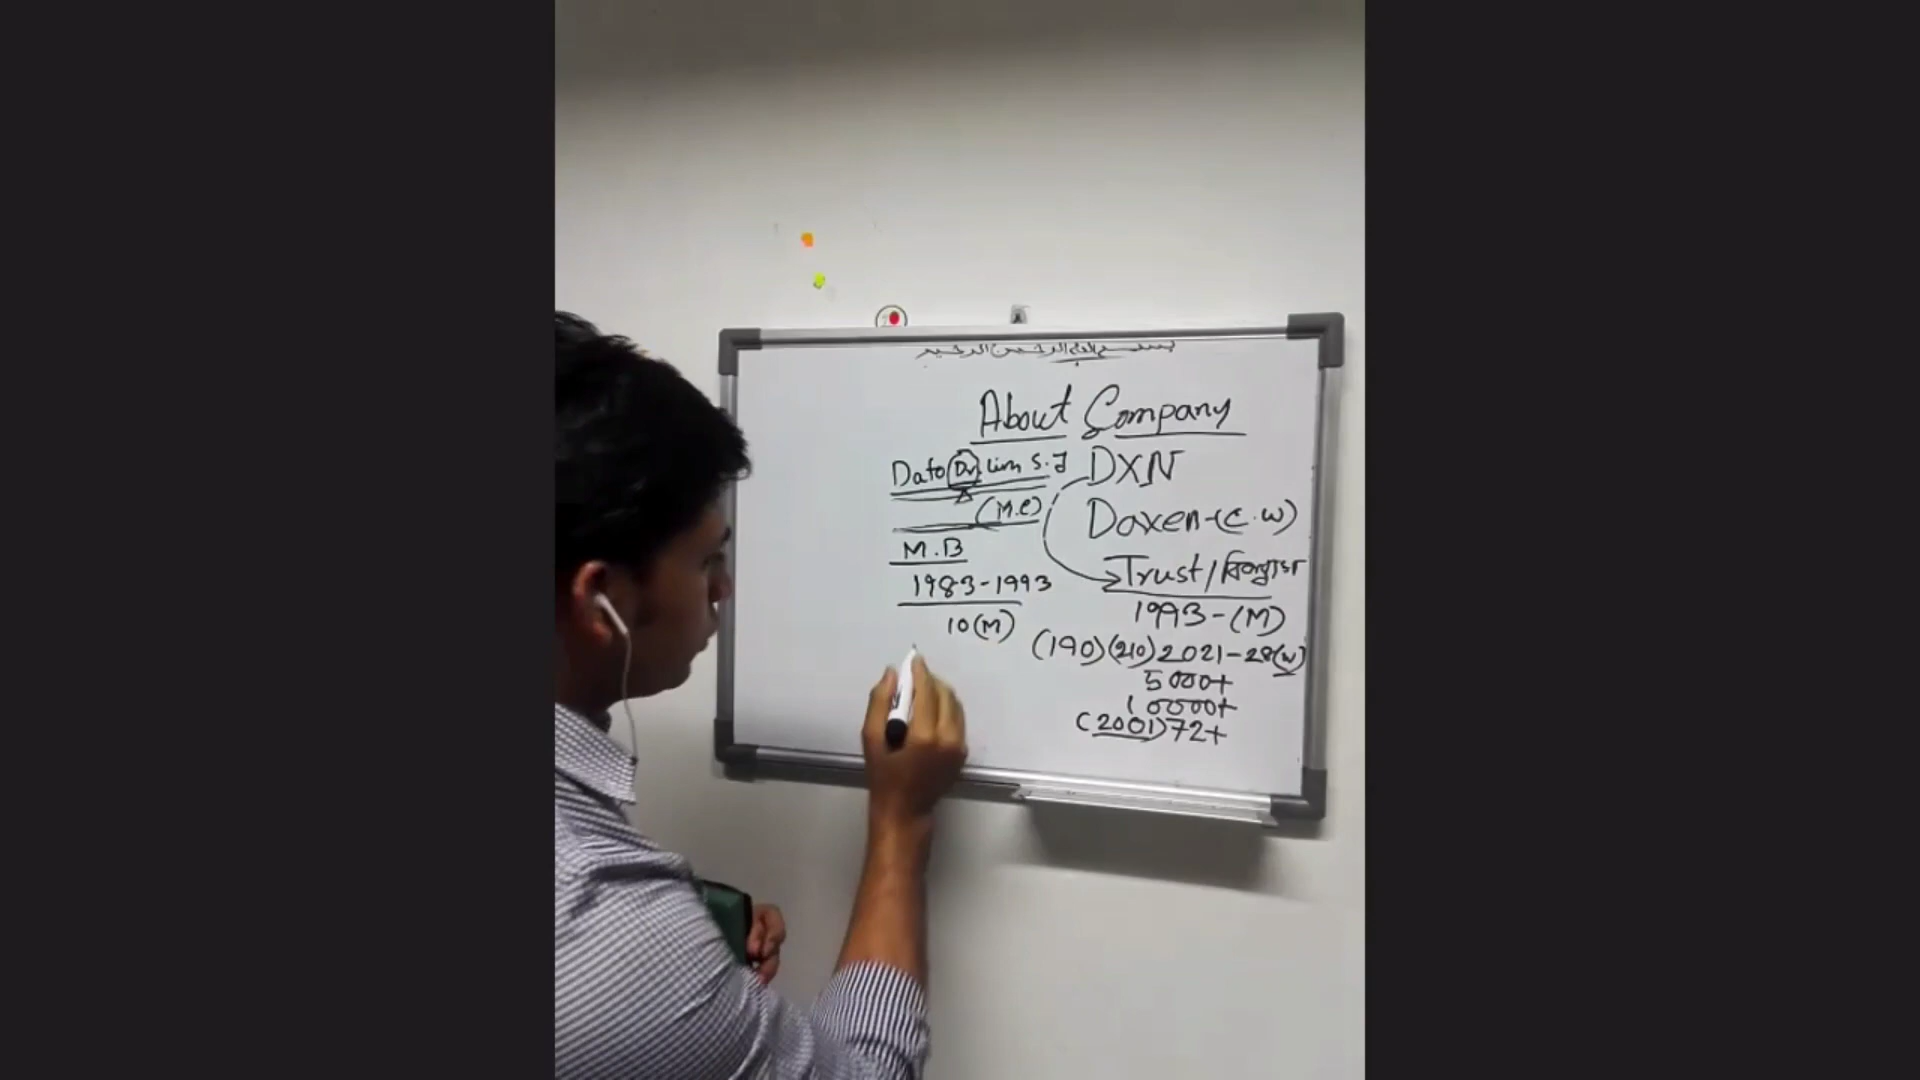 بسم الله الرحمن الرحيم
About Company
Dato Dr. Lim S. J
(M.C)
M.B
1983-1993
10(M)
DXN
Daxen-(C.W)
Trust/বিশ্বাস
1993-(M)
(190)(210)2021-28(W)
5000+
10000+
(2001)72+